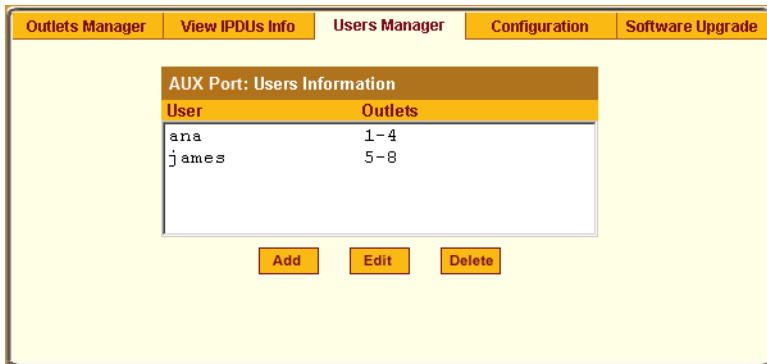 Outlets Manager View IPDUs Info Users Manager Configuration Software Upgrade
AUX Port: Users Information
User Outlets
ana 1-4
james 5-8
Add Edit Delete